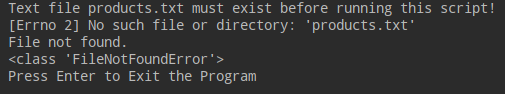 Text file products.txt must exist before running this script!
[Errno 2] No such file or directory: 'products.txt'
File not found.
<class 'FileNotFoundError'>
Press Enter to Exit the Program